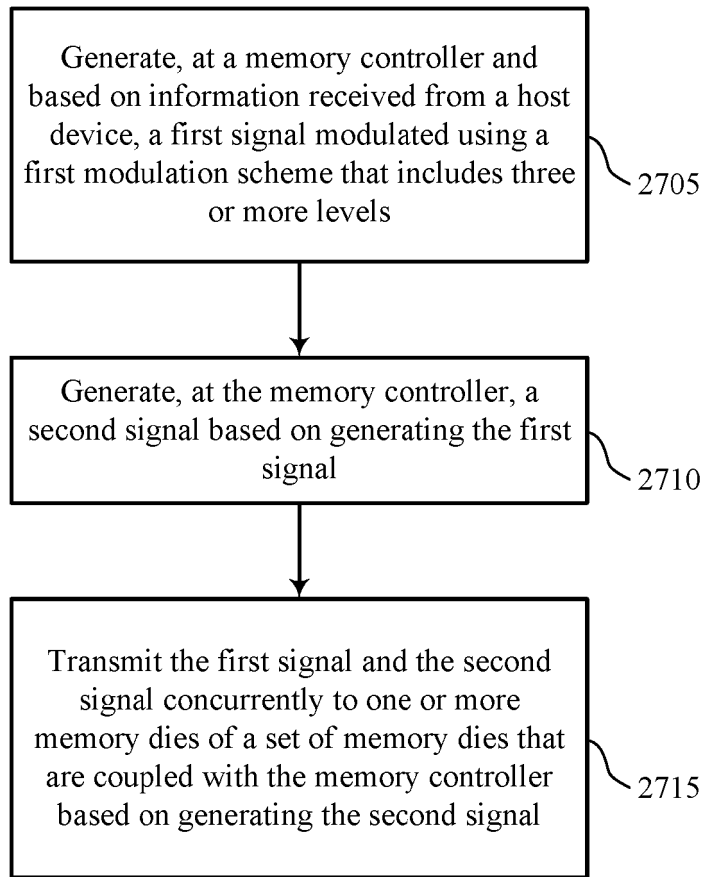 Generate, at a memory controller and
based on information received from a host
device, a first signal modulated using a
first modulation scheme that includes three
or more levels
2705
Generate, at the memory controller, a
second signal based on generating the first
signal
2710
Transmit the first signal and the second
signal concurrently to one or more
memory dies of a set of memory dies that
are coupled with the memory controller
based on generating the second signal
2715